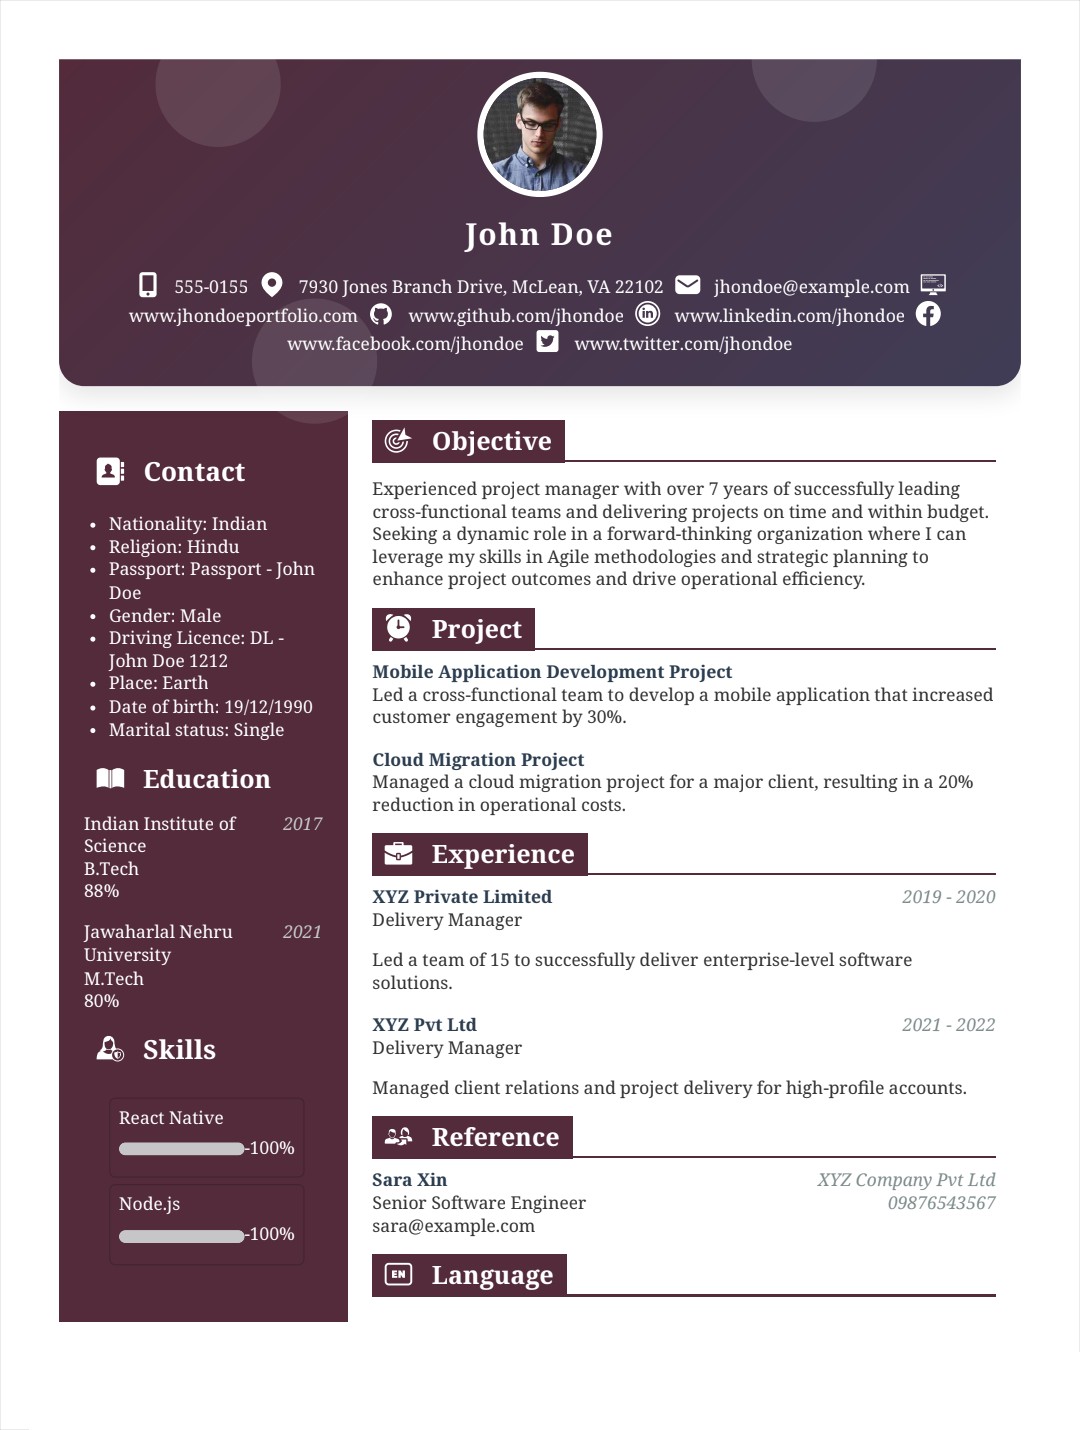 John Doe
555-0155 7930 Jones Branch Drive, McLean, VA 22102 jhondoe@example.com
www.jhondoeportfolio.com www.github.com/jhondoe www.linkedin.com/jhondoe
www.facebook.com/jhondoe www.twitter.com/jhondoe
Contact
• Nationality: Indian
• Religion: Hindu
• Passport: Passport - John
Doe
• Gender: Male
• Driving Licence: DL -
John Doe 1212
• Place: Earth
• Date of birth: 19/12/1990
• Marital status: Single
Education
Indian Institute of 2017
Science
B.Tech
88%
Jawaharlal Nehru 2021
University
M.Tech
80%
Skills
React Native
-100%
Node.js
-100%
Objective
Experienced project manager with over 7 years of successfully leading
cross-functional teams and delivering projects on time and within budget.
Seeking a dynamic role in a forward-thinking organization where I can
leverage my skills in Agile methodologies and strategic planning to
enhance project outcomes and drive operational efficiency.
Project
Mobile Application Development Project
Led a cross-functional team to develop a mobile application that increased
customer engagement by 30%.
Cloud Migration Project
Managed a cloud migration project for a major client, resulting in a 20%
reduction in operational costs.
Experience
XYZ Private Limited 2019 - 2020
Delivery Manager
Led a team of 15 to successfully deliver enterprise-level software
solutions.
XYZ Pvt Ltd 2021 - 2022
Delivery Manager
Managed client relations and project delivery for high-profile accounts.
Reference
Sara Xin XYZ Company Pvt Ltd
Senior Software Engineer 09876543567
sara@example.com
EN Language